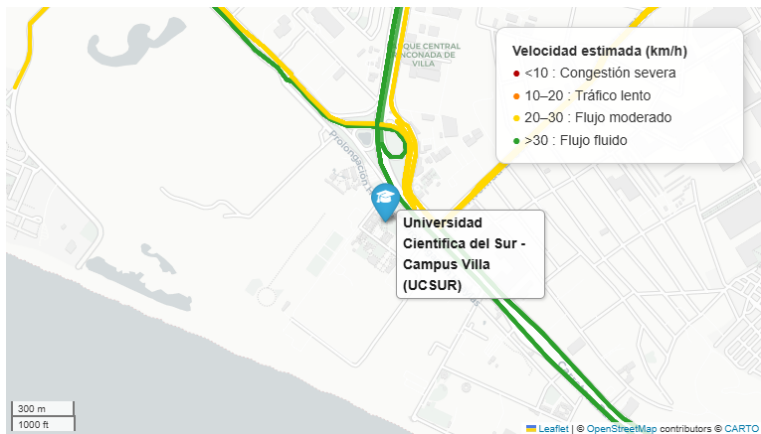 PARQUE CENTRAL
ENCONADA DE
VILLA
Velocidad estimada (km/h)
<10 : Congestión severa
10–20 : Tráfico lento
20–30 : Flujo moderado
>30 : Flujo fluido
Prolongación
Universidad
Científica del Sur -
Campus Villa
(UCSUR)
300 m
1000 ft
Leaflet | © OpenStreetMap contributors © CARTO